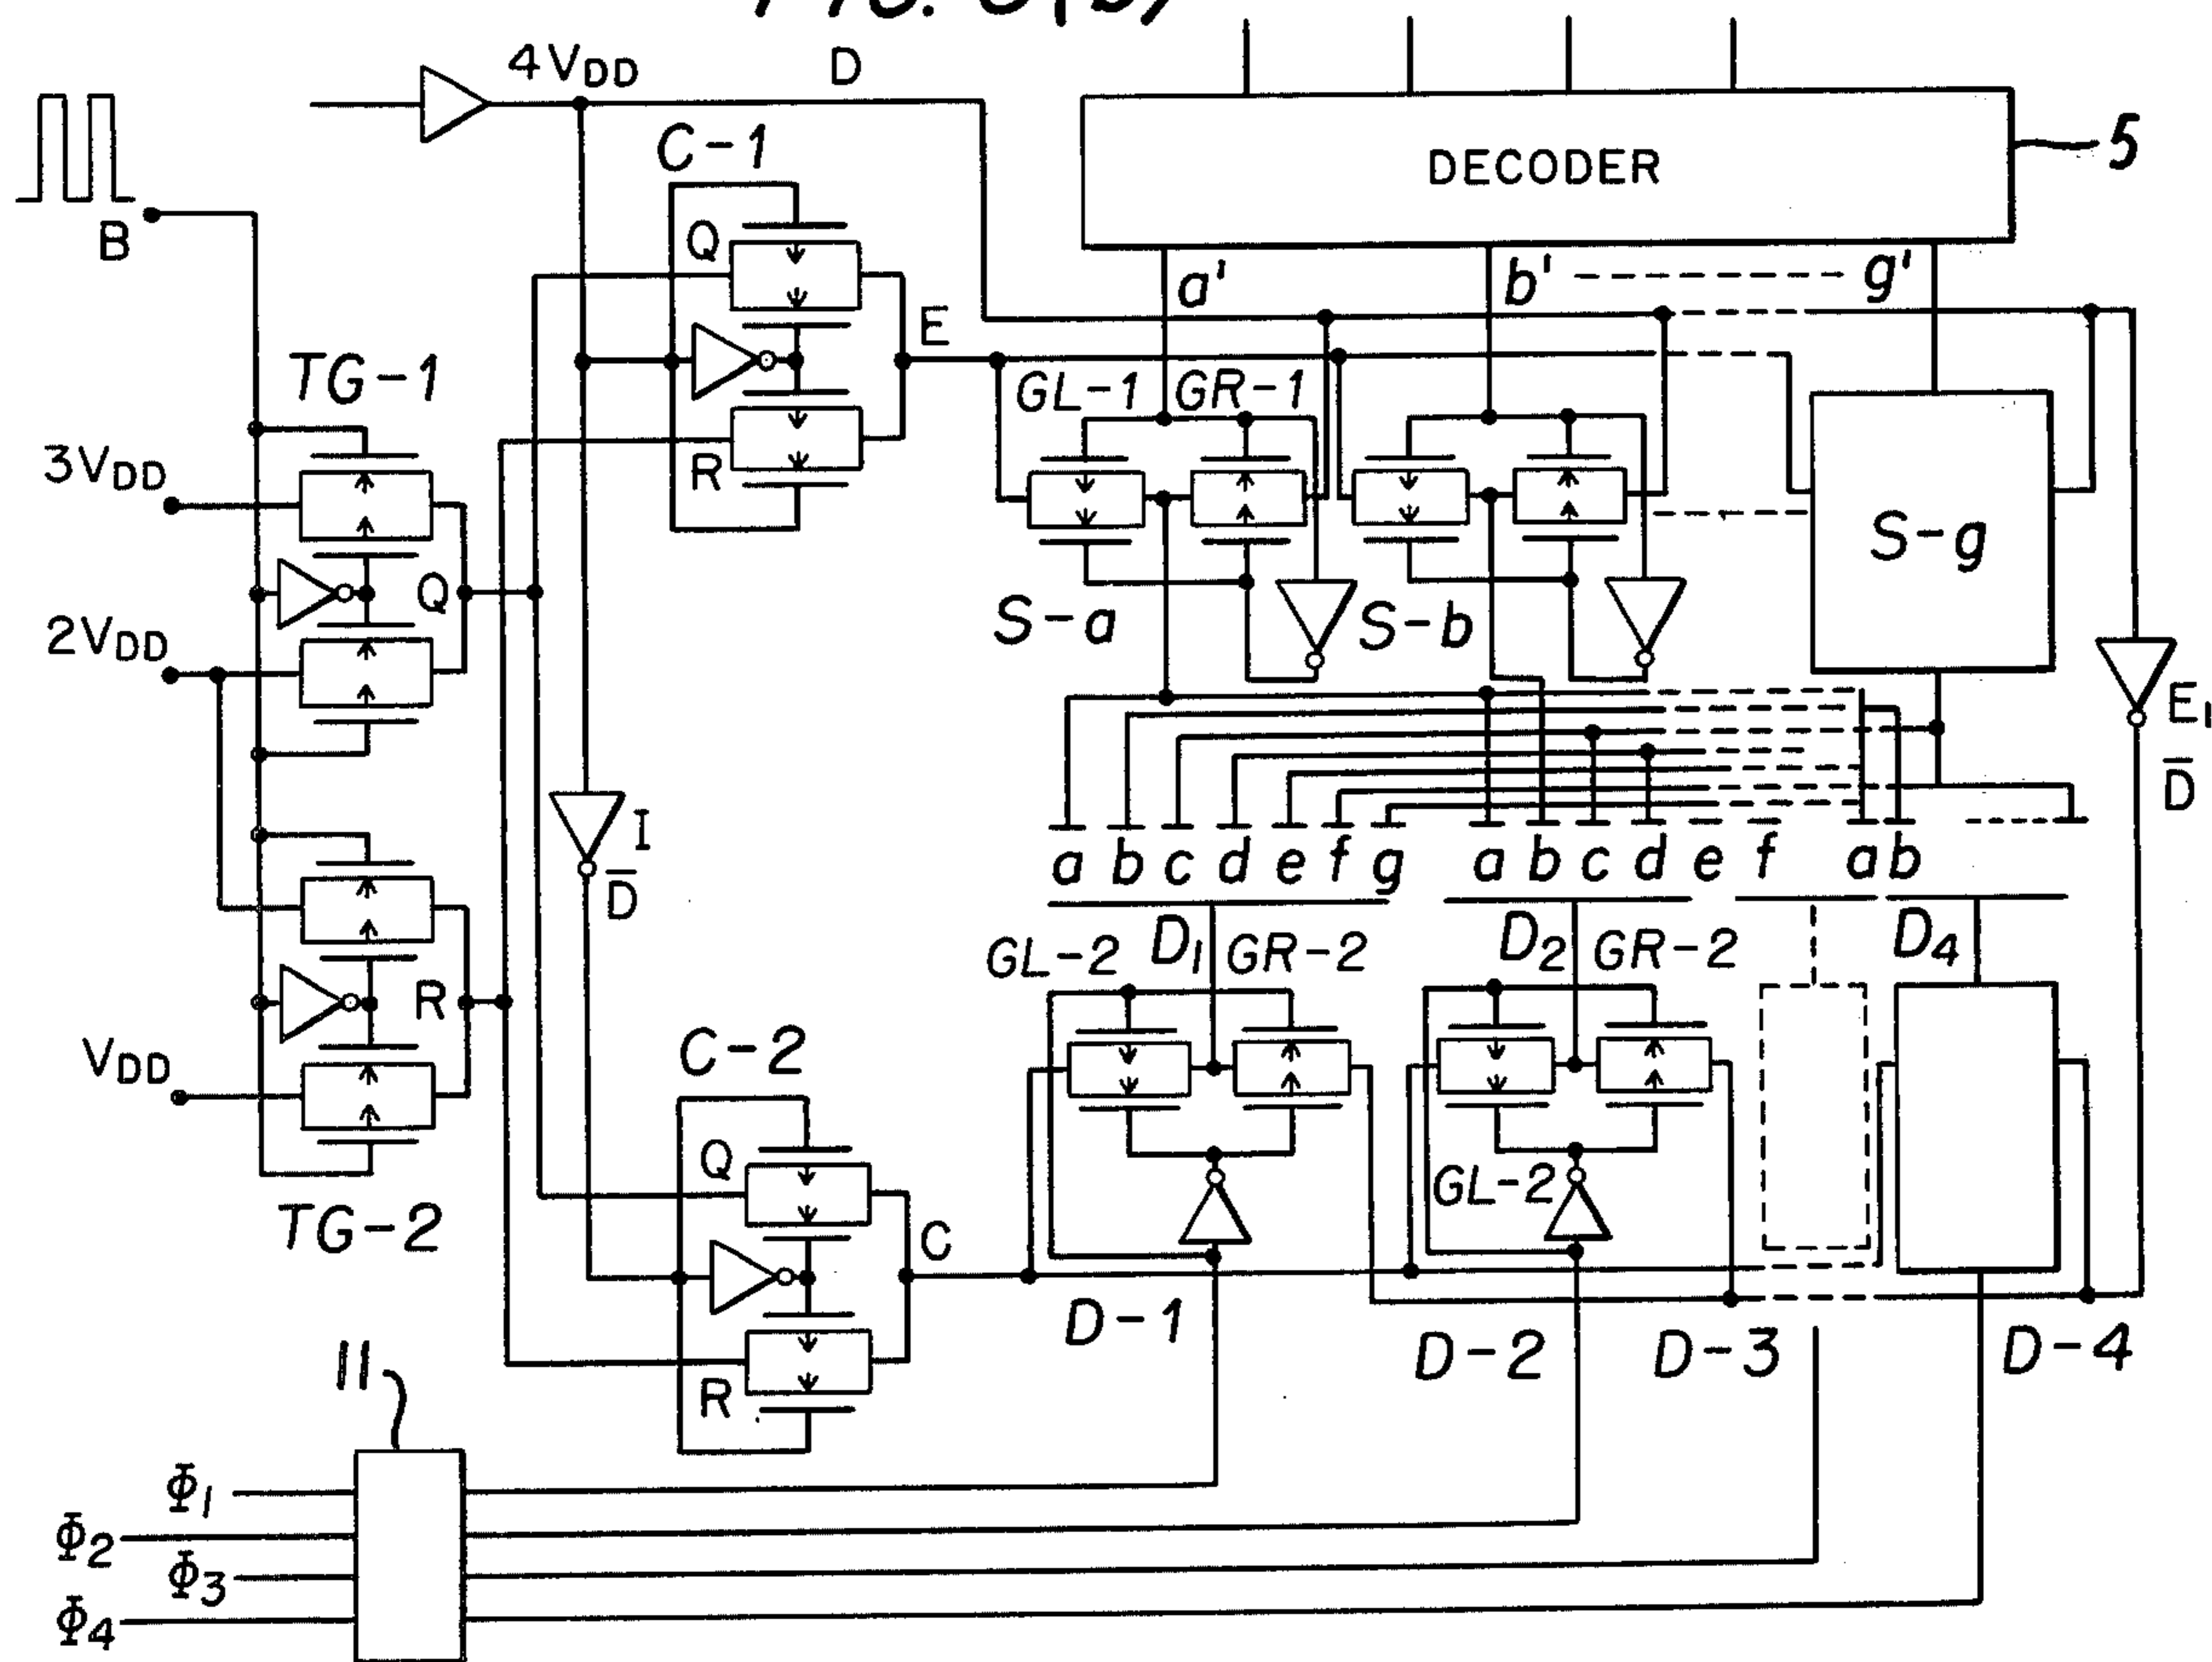 4VDD D
C-1
DECODER 5
B
Q
a' b' g'
E
TG-1
GL-1 GR-1
3VDD
R
S-g
Q
S-a S-b
2VDD
E1
D̅
I
a b c d e f g a b c d e f a b
D̅
D1 D2 D4
GL-2 GR-2 GR-2
R
VDD
C-2
Q
GL-2
TG-2
C
D-1
D-2 D-3 D-4
11
R
Φ1
Φ2
Φ3
Φ4